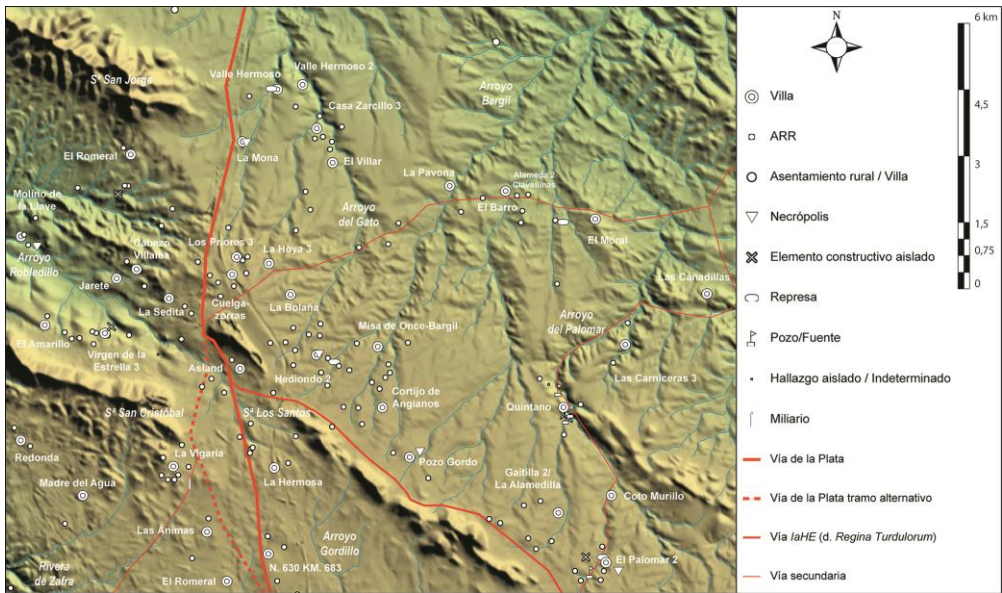 Sª San Jorge
Valle Hermoso
Valle Hermoso 2
Casa Zarcillo 3
Arroyo
Bargil
El Romeral
La Mona
El Villar
La Pavona
Alameda 2
Clavellinas
El Barro
Molino de
la Llave
Arroyo
del Gato
El Moral
Arroyo
Robledillo
Cabezo
Villalba
Los Priores 3
La Hoya 3
Jarete
Las Cañadillas
La Sedita
Cuelga-
zorras
La Bolaña
Arroyo
del Palomar
El Amarillo
Virgen de la
Estrella 3
Misa de Once-Bargil
Asland
Hediondo 2
Las Carniceras 3
Cortijo de
Angianos
Quintano
Sª San Cristóbal
Sª Los Santos
Redonda
La Vigaria
Madre del Agua
La Hermosa
Pozo Gordo
Gaitilla 2/
La Alamedilla
Coto Murillo
Las Ánimas
Arroyo
Gordillo
Rivera
de Zafra
El Romeral
N. 630 KM. 683
El Palomar 2
N
6 km
4,5
3
1,5
0,75
0
Villa
ARR
Asentamiento rural / Villa
Necrópolis
Elemento constructivo aislado
Represa
Pozo/Fuente
Hallazgo aislado / Indeterminado
Miliario
Vía de la Plata
Vía de la Plata tramo alternativo
Vía IaHE (d. Regina Turdulorum)
Vía secundaria